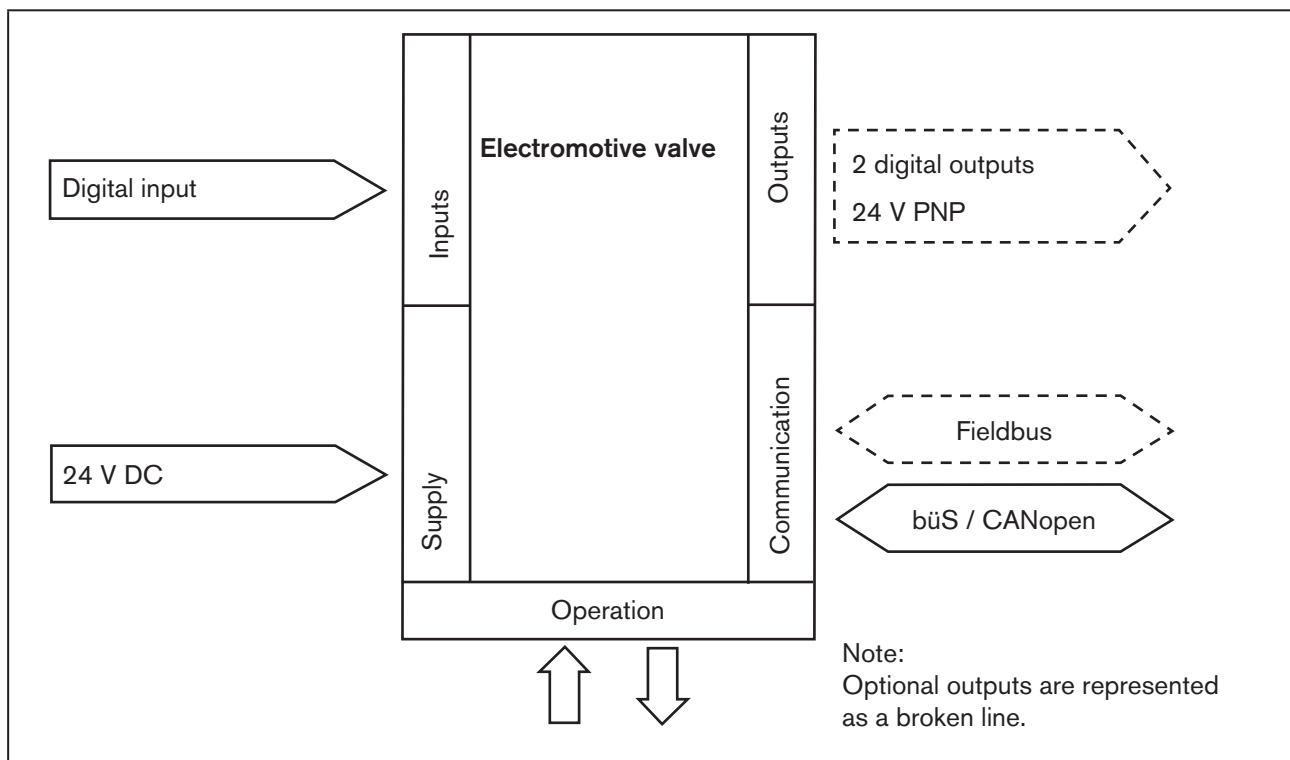 Electromotive valve
Digital input
Inputs
Outputs
2 digital outputs
24 V PNP
24 V DC
Supply
Communication
Fieldbus
büS / CANopen
Operation
Note:
Optional outputs are represented
as a broken line.